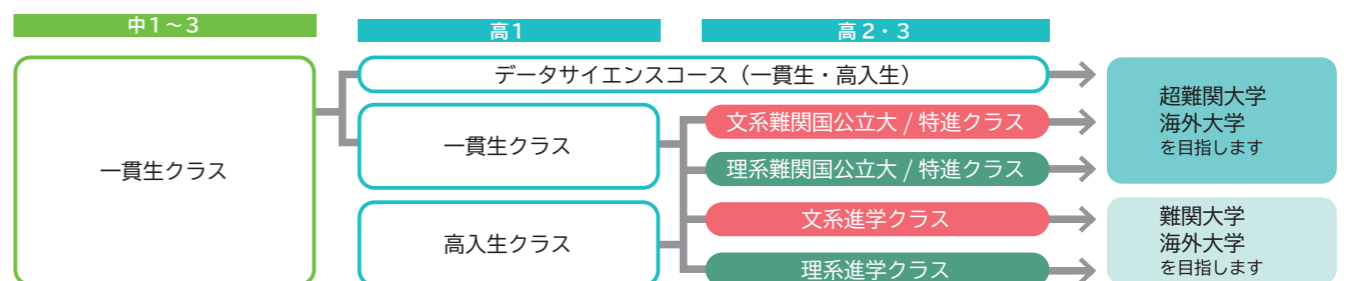 中1～3
高1
高2・3
一貫生クラス
データサイエンスコース（一貫生・高入生）
一貫生クラス
高入生クラス
文系難関国公立大 / 特進クラス
理系難関国公立大 / 特進クラス
文系進学クラス
理系進学クラス
超難関大学
海外大学
を目指します
難関大学
海外大学
を目指します